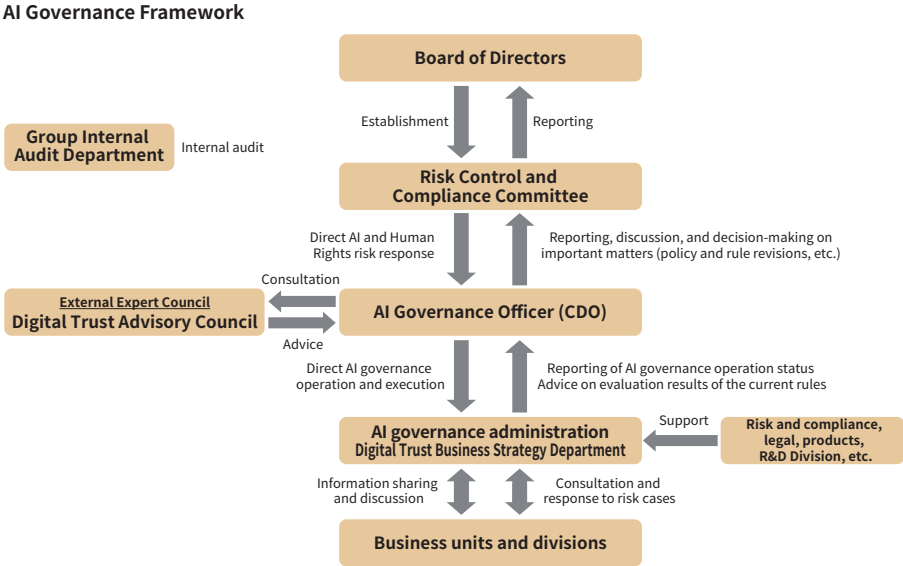 AI Governance Framework
Board of Directors
Establishment
Reporting
Group Internal
Audit Department
Internal audit
Risk Control and
Compliance Committee
Direct AI and Human
Rights risk response
Reporting, discussion, and decision-making on
important matters (policy and rule revisions, etc.)
Consultation
External Expert Council
Digital Trust Advisory Council
Advice
AI Governance Officer (CDO)
Direct AI governance
operation and execution
Reporting of AI governance operation status
Advice on evaluation results of the current rules
AI governance administration
Digital Trust Business Strategy Department
Support
Risk and compliance,
legal, products,
R&D Division, etc.
Information sharing
and discussion
Consultation and
response to risk cases
Business units and divisions